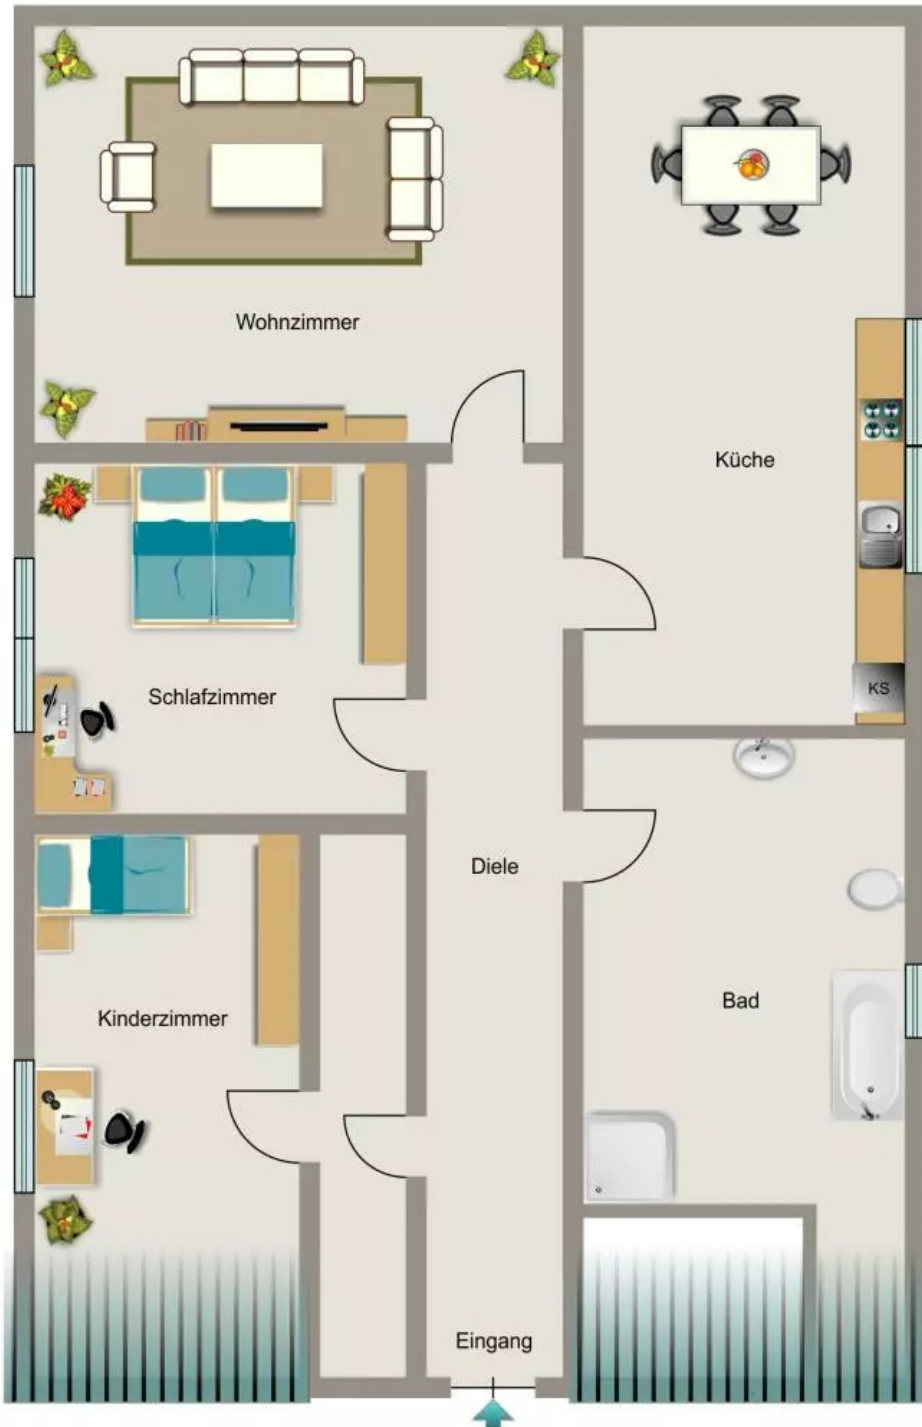 Wohnzimmer
Küche
KS
Schlafzimmer
Diele
Bad
Kinderzimmer
Eingang